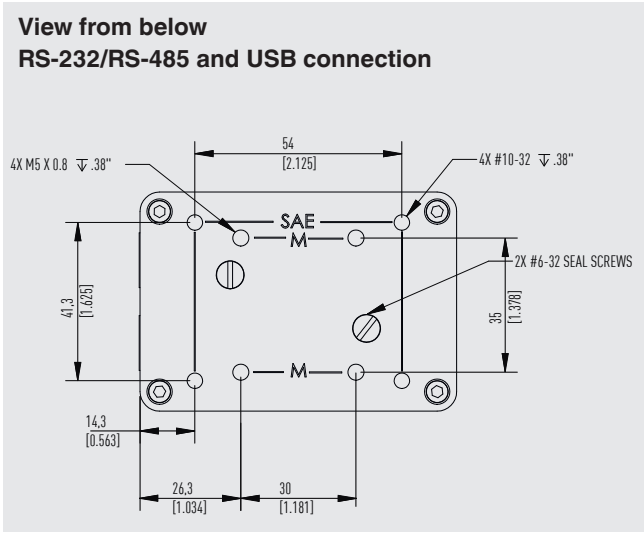 View from below
RS-232/RS-485 and USB connection
54
[2.125]
4X M5 X 0.8 ↧ .38"
4X #10-32 ↧ .38"
SAE
M
2X #6-32 SEAL SCREWS
41,3
[1.625]
35
[1.378]
M
14,3
[0.563]
26,3
[1.034]
30
[1.181]